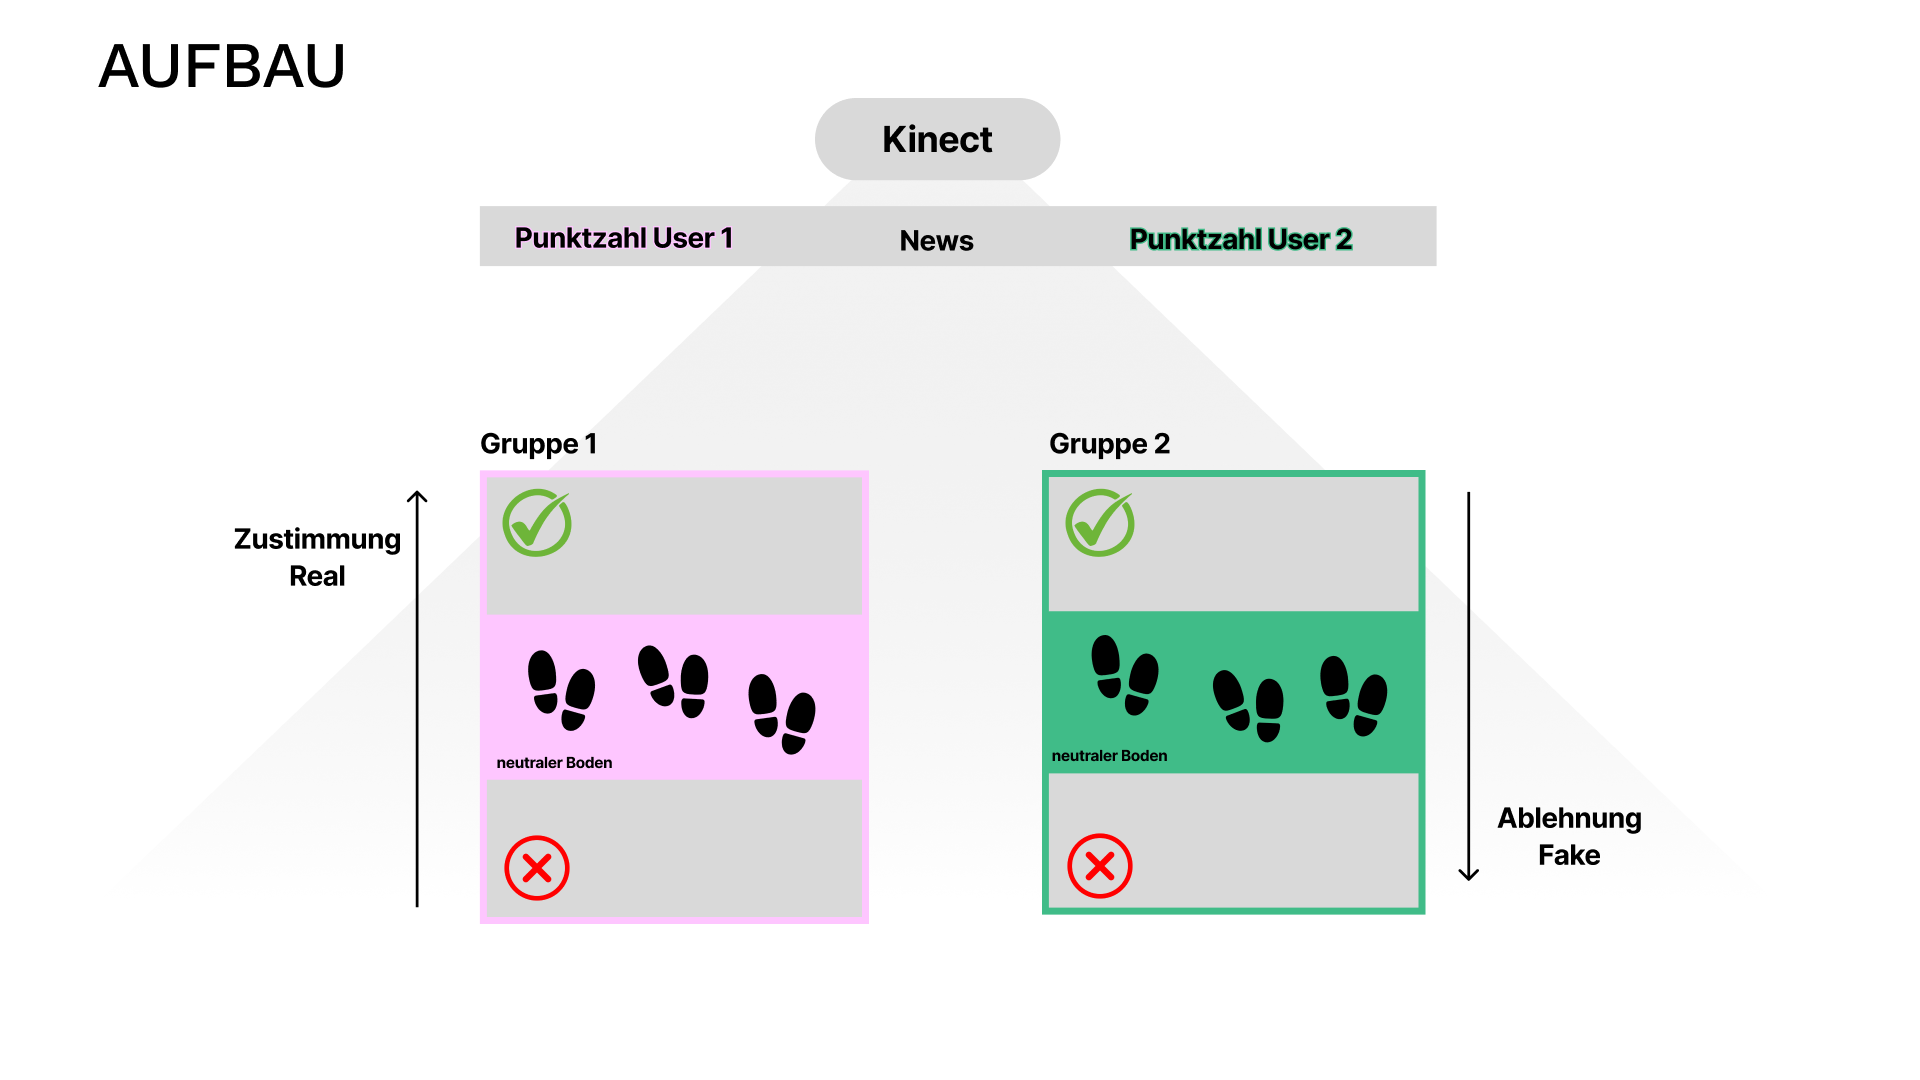 AUFBAU
Kinect
Punktzahl User 1
News
Punktzahl User 2
Gruppe 1
Gruppe 2
Zustimmung
Real
neutraler Boden
neutraler Boden
Ablehnung
Fake